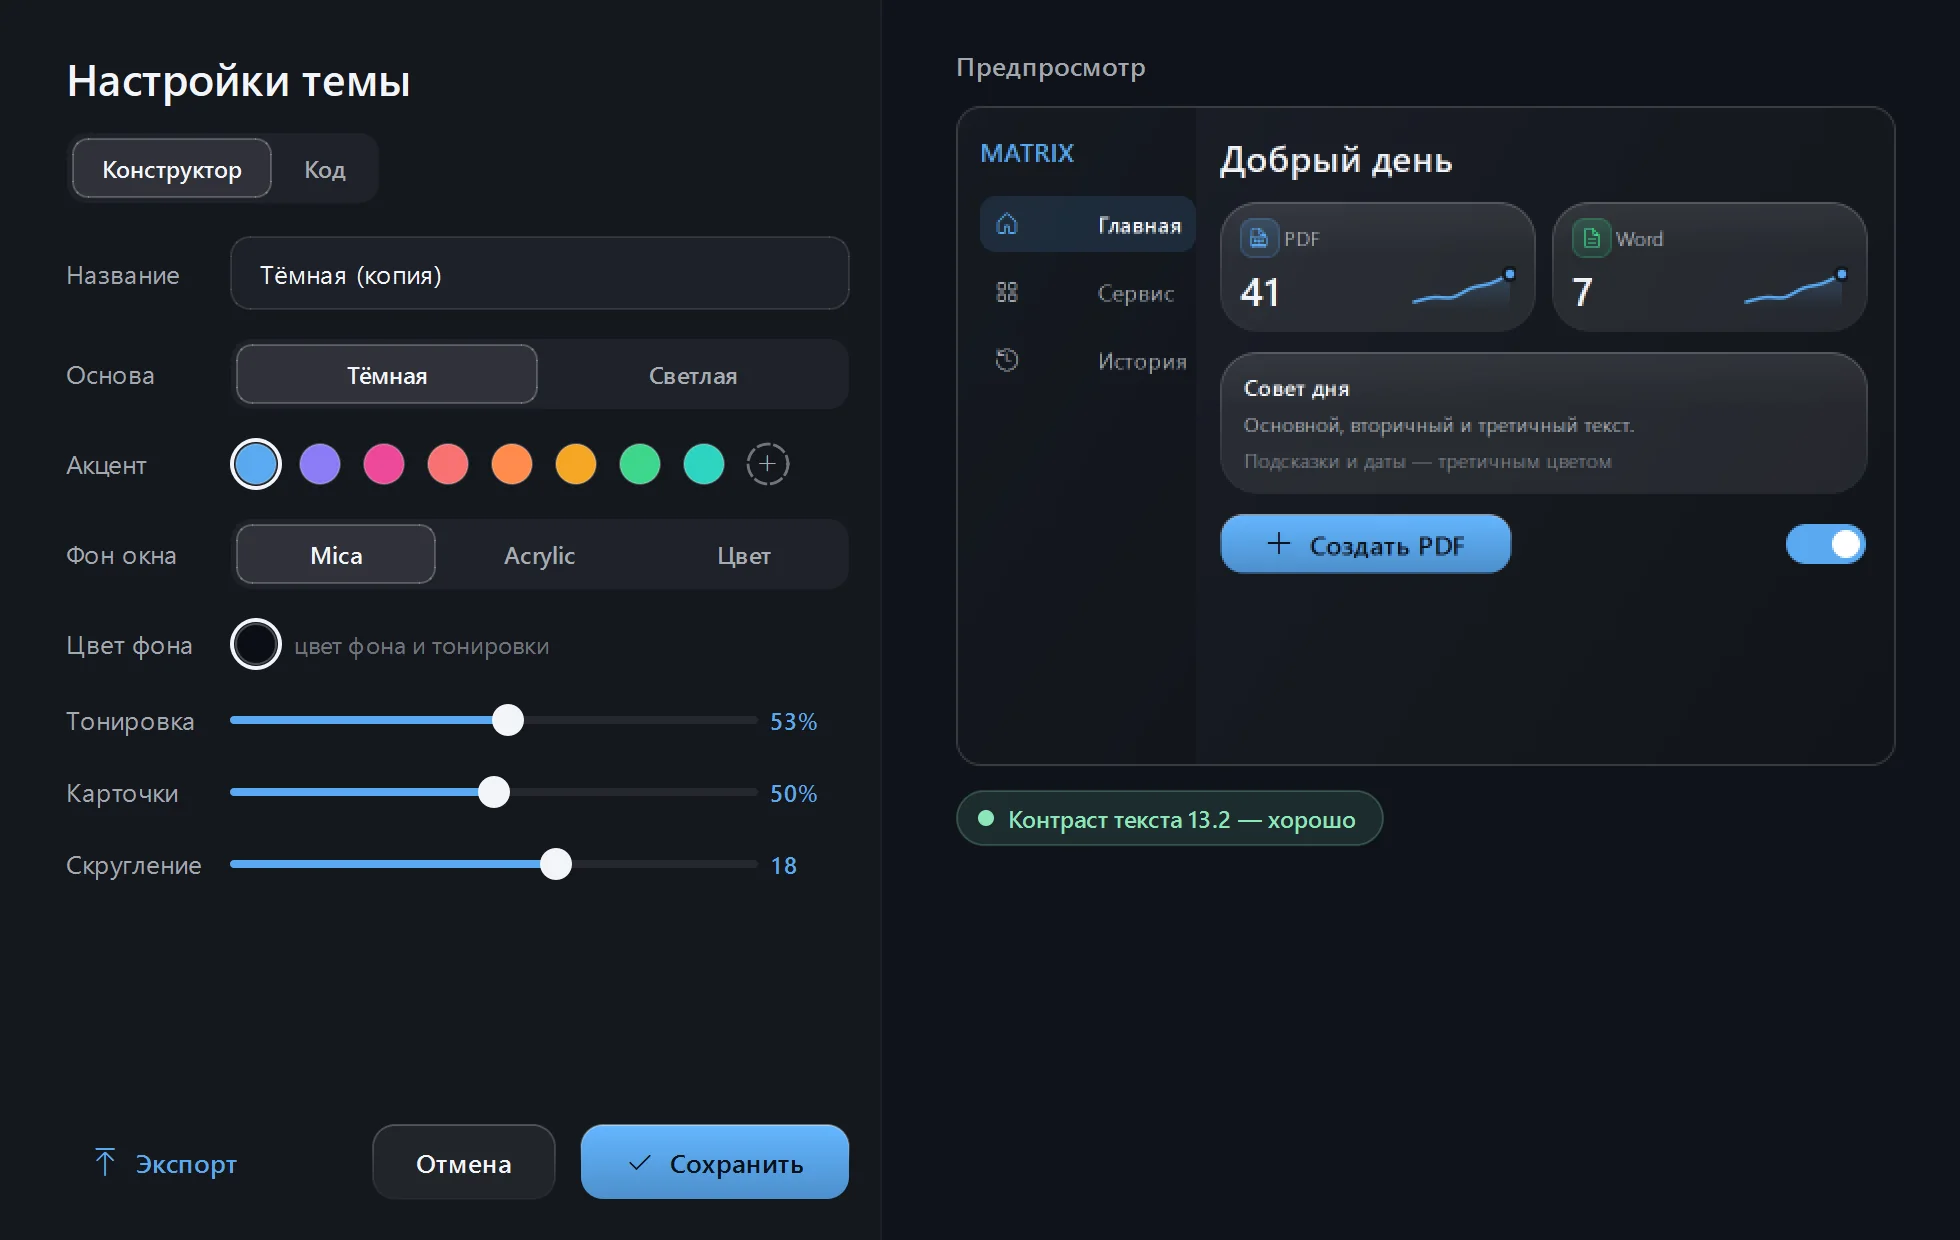 Настройки темы
Конструктор Код
Название Тёмная (копия)
Основа Тёмная Светлая
Акцент
Фон окна Mica Acrylic Цвет
Цвет фона цвет фона и тонировки
Тонировка 53%
Карточки 50%
Скругление 18
Экспорт Отмена Сохранить
Предпросмотр
MATRIX
Главная
Сервис
История
Добрый день
PDF Word
41 7
Совет дня
Основной, вторичный и третичный текст.
Подсказки и даты — третичным цветом
Создать PDF
Контраст текста 13.2 — хорошо